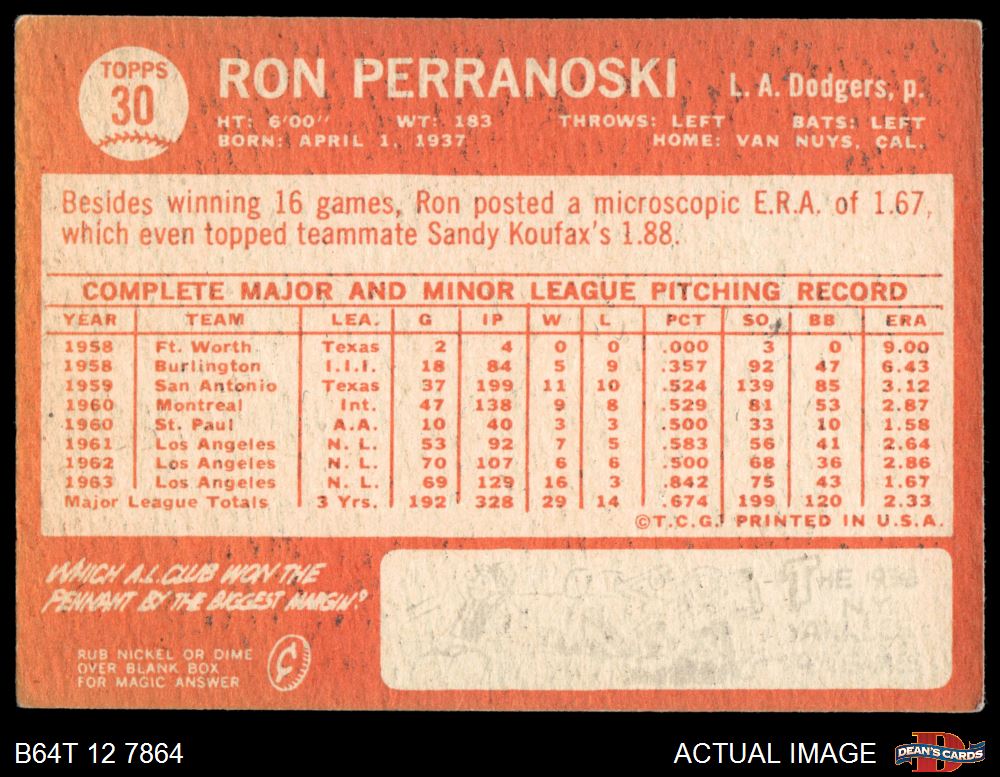 TOPPS
30
RON PERRANOSKI L. A. Dodgers, p.
HT: 6'00" WT: 183 THROWS: LEFT BATS: LEFT
BORN: APRIL 1, 1937 HOME: VAN NUYS, CAL.
Besides winning 16 games, Ron posted a microscopic E.R.A. of 1.67,
which even topped teammate Sandy Koufax's 1.88.
COMPLETE MAJOR AND MINOR LEAGUE PITCHING RECORD
YEAR TEAM LEA. G IP W L PCT SO BB ERA
1958 Ft. Worth Texas 2 4 0 0 .000 3 0 9.00
1958 Burlington I.I.I. 18 84 5 9 .357 92 47 6.43
1959 San Antonio Texas 37 199 11 10 .524 139 85 3.12
1960 Montreal Int. 47 138 9 8 .529 81 53 2.87
1960 St. Paul A.A. 10 40 3 3 .500 33 10 1.58
1961 Los Angeles N. L. 53 92 7 5 .583 56 41 2.64
1962 Los Angeles N. L. 70 107 6 6 .500 68 36 2.86
1963 Los Angeles N. L. 69 129 16 3 .842 75 43 1.67
Major League Totals 3 Yrs. 192 328 29 14 .674 199 120 2.33
©T.C.G. PRINTED IN U.S.A.
WHICH A.L. CLUB WON THE
PENNANT BY THE BIGGEST MARGIN?
RUB NICKEL OR DIME
OVER BLANK BOX
FOR MAGIC ANSWER
THE
N.Y.
B64T 12 7864 ACTUAL IMAGE
D
DEAN'S CARDS